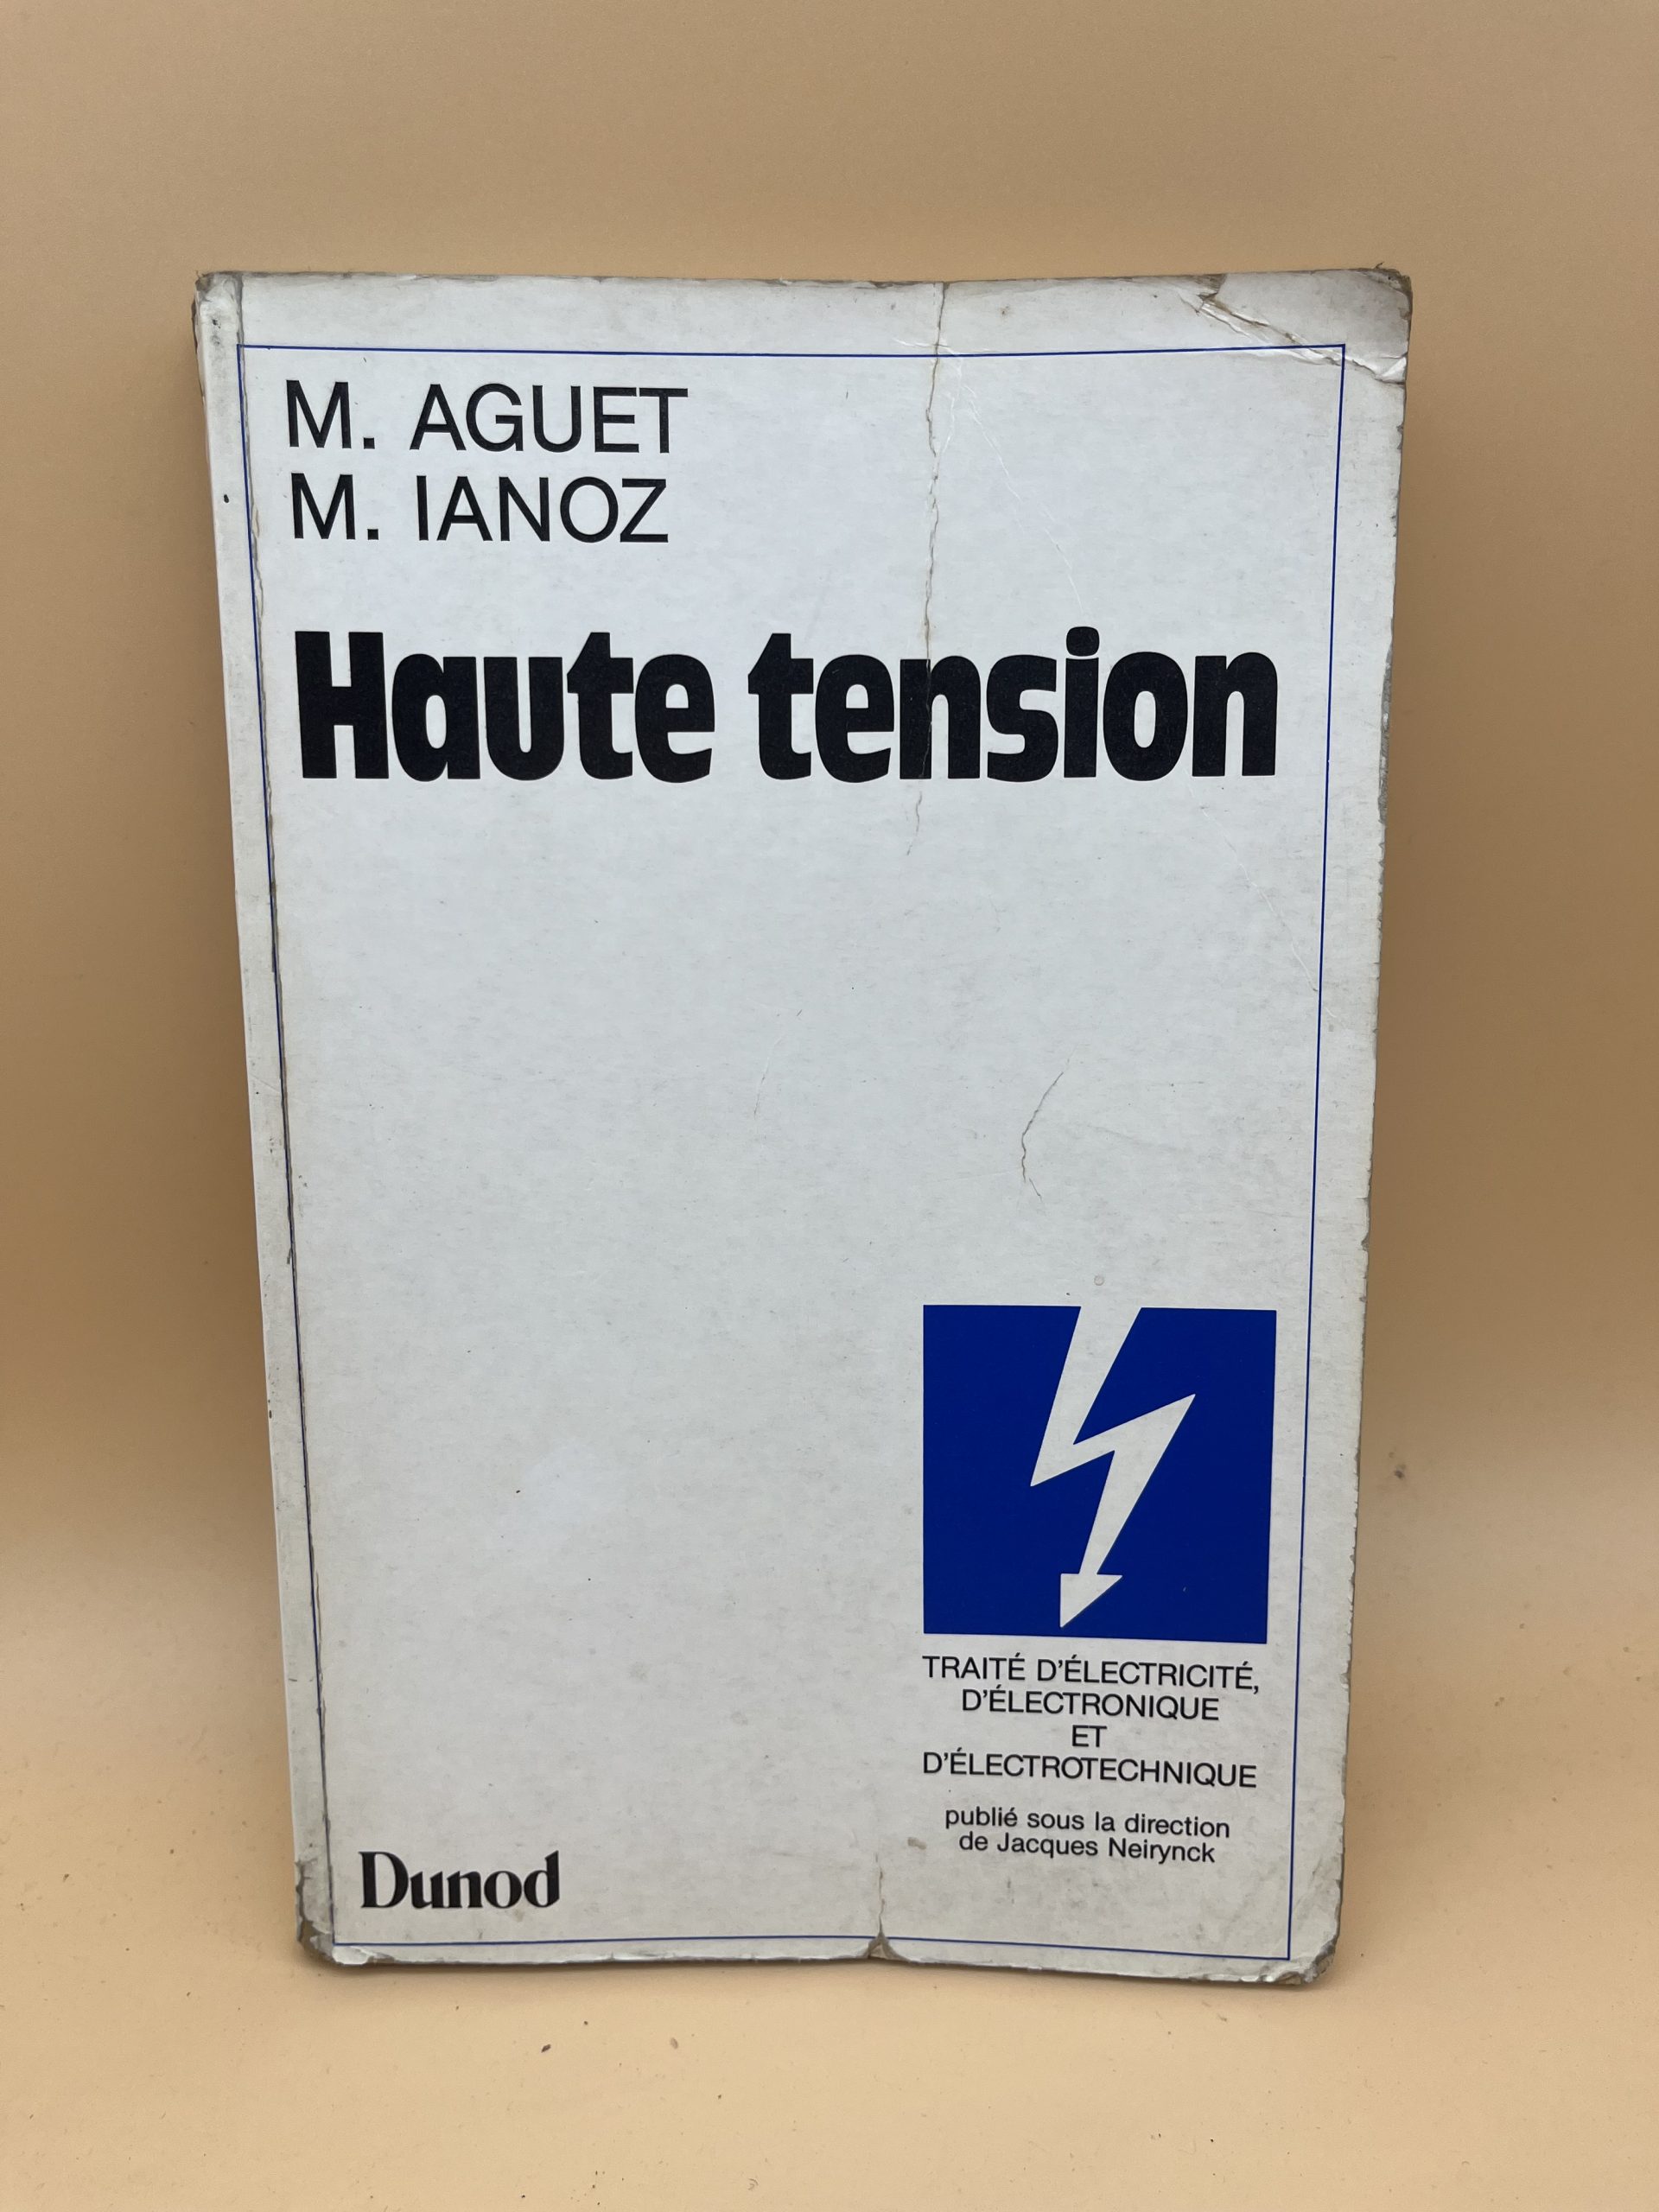 M. AGUET
M. IANOZ
Haute tension
TRAITÉ D'ÉLECTRICITÉ,
D'ÉLECTRONIQUE
ET
D'ÉLECTROTECHNIQUE
publié sous la direction
de Jacques Neirynck
Dunod